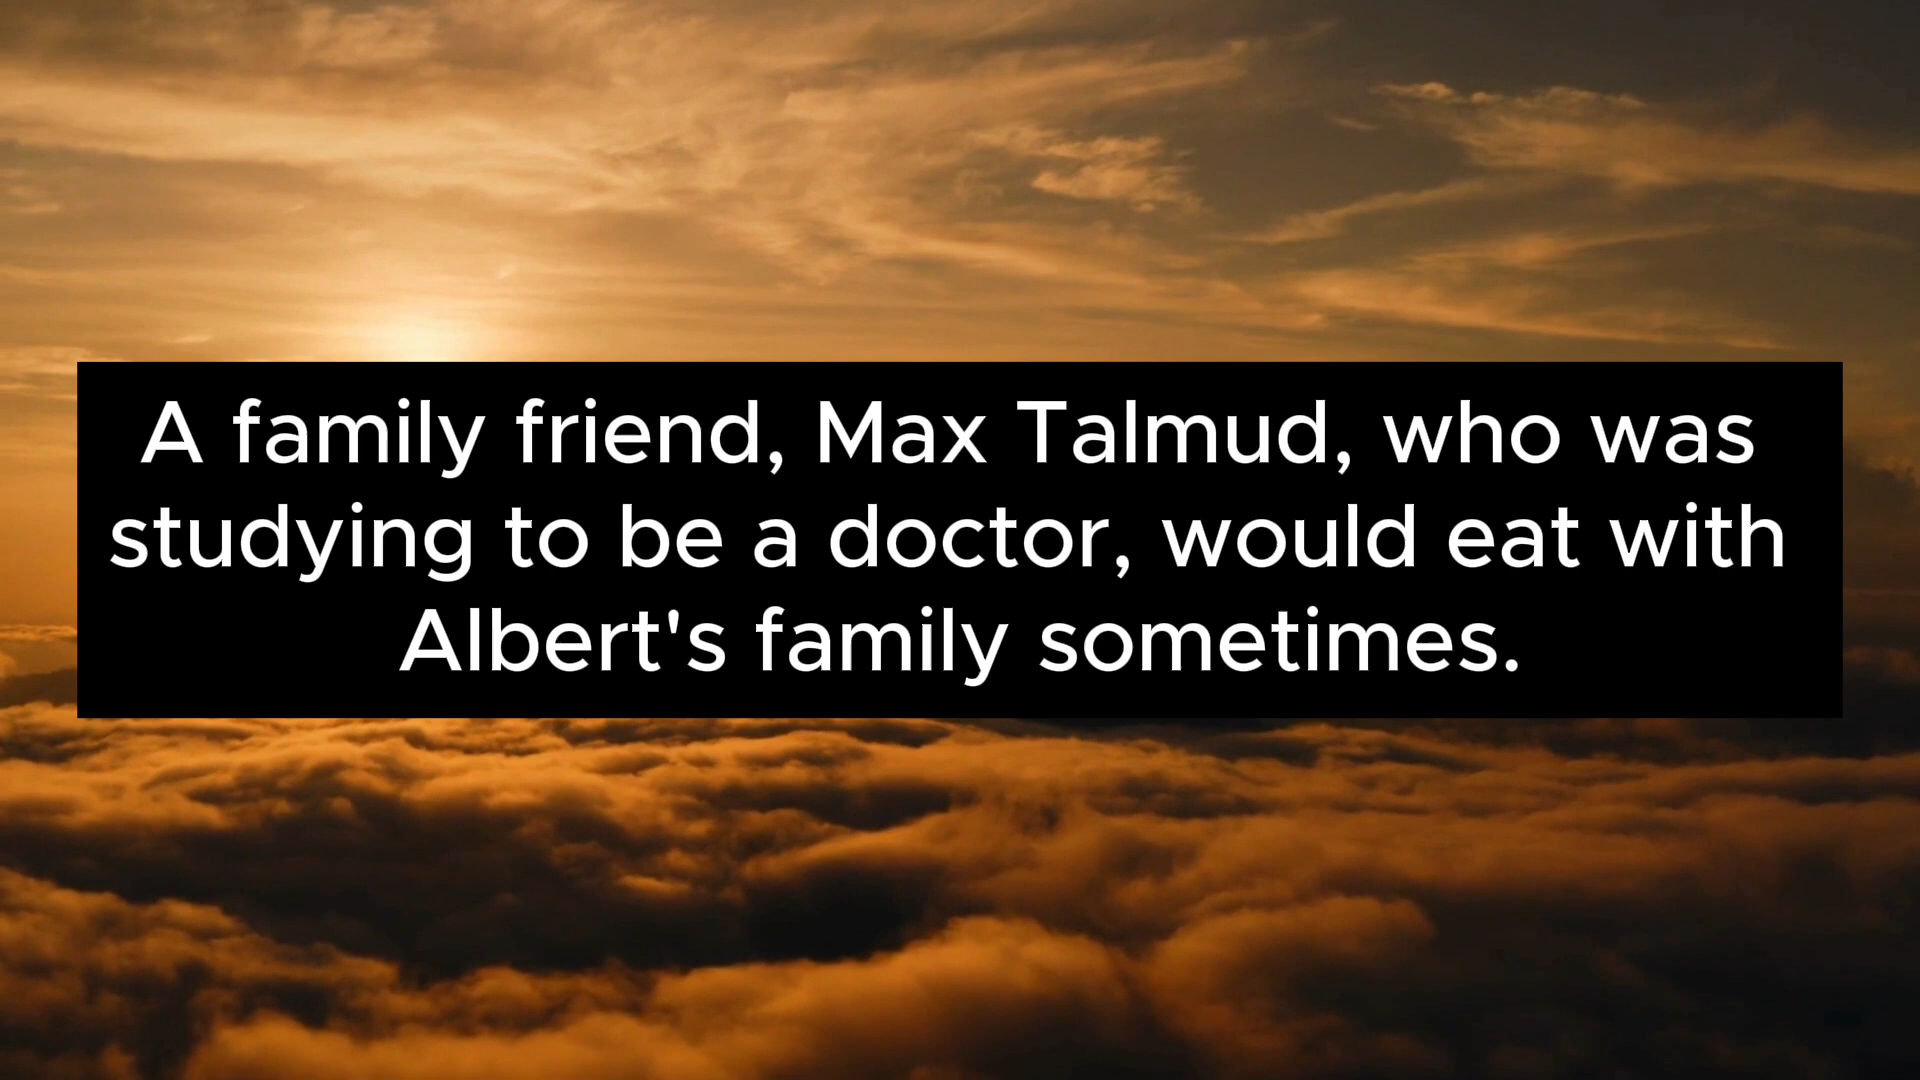 A family friend, Max Talmud, who was
studying to be a doctor, would eat with
Albert's family sometimes.